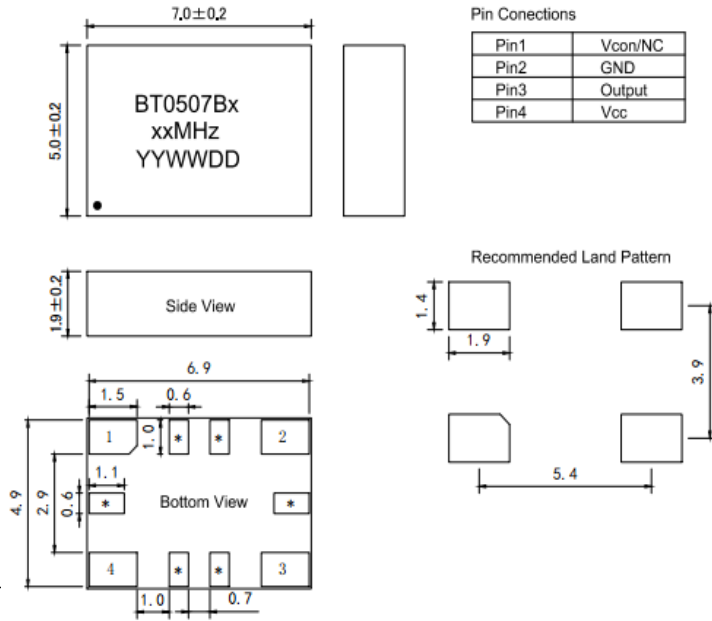 7.0±0.2
5.0±0.2
BT0507Bx
xxMHz
YYWWDD
Pin Conections
Pin1 Vcon/NC
Pin2 GND
Pin3 Output
Pin4 Vcc
1.9±0.2
Side View
Recommended Land Pattern
1.4
1.9
3.9
5.4
6.9
1.5 0.6
1 1.0 * * 2
4.9 2.9 0.6 1.1
* Bottom View *
4 * * 3
1.0 0.7